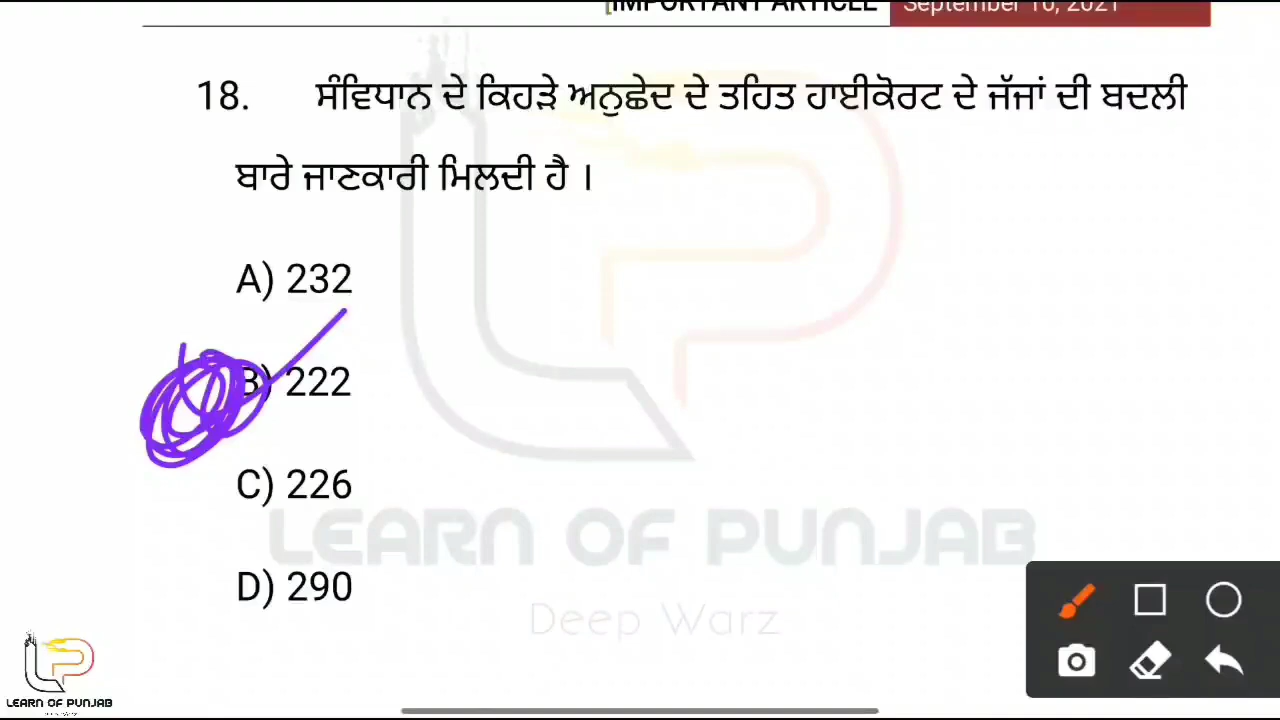 [IMPORTANT ARTICLE September 16, 2021
18. ਸੰਵਿਧਾਨ ਦੇ ਕਿਹੜੇ ਅਨੁਛੇਦ ਦੇ ਤਹਿਤ ਹਾਈਕੋਰਟ ਦੇ ਜੱਜਾਂ ਦੀ ਬਦਲੀ
ਬਾਰੇ ਜਾਣਕਾਰੀ ਮਿਲਦੀ ਹੈ ।
A) 232
B) 222
C) 226
LEARN OF PUNJAB
D) 290
Deep Warz
LEARN OF PUNJAB